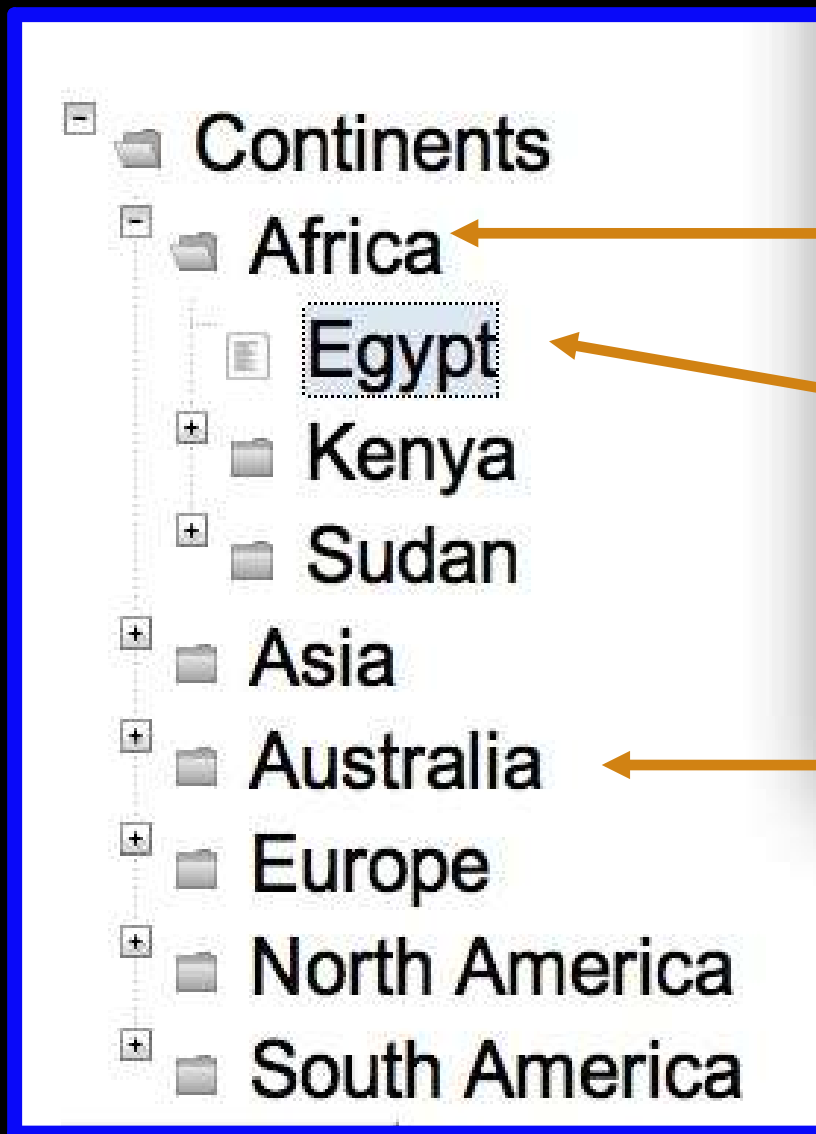 Continents
Africa
Egypt
Kenya
Sudan
Asia
Australia
Europe
North America
South America